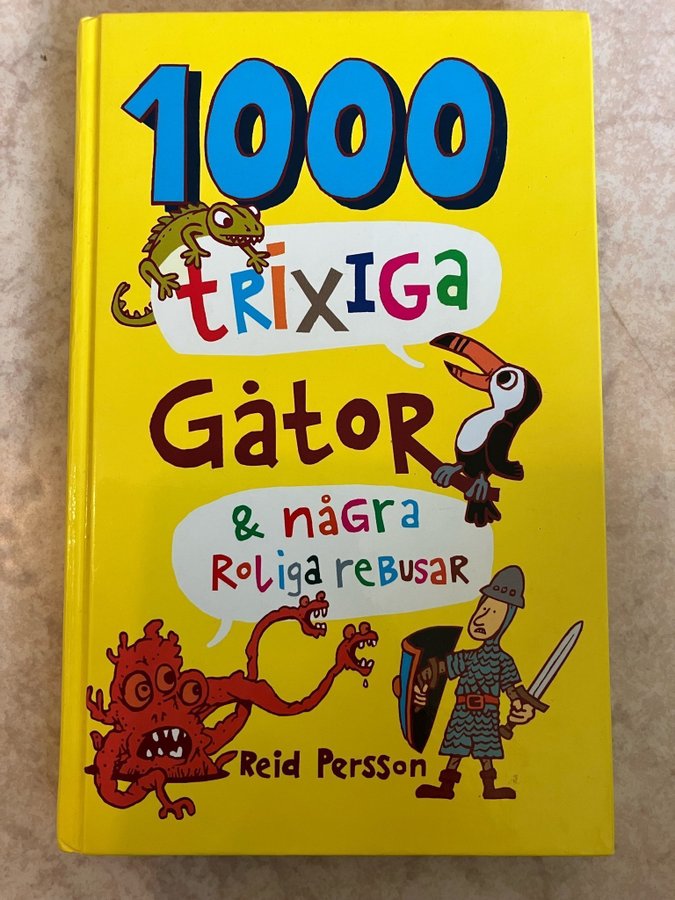 1000
trixiga
Gåtor
& några
Roliga rebusar
Reid Persson